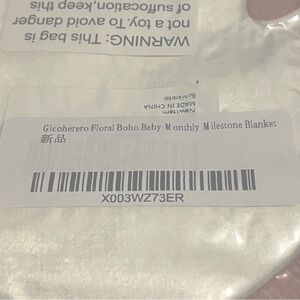 of suffocation,keep this
not a toy.To avoid danger
WARNING: This bag is
MADE IN CHINA
New item
Gicoherero Floral Boho Baby Monthly Milestone Blanket
新品
X003WZ73ER